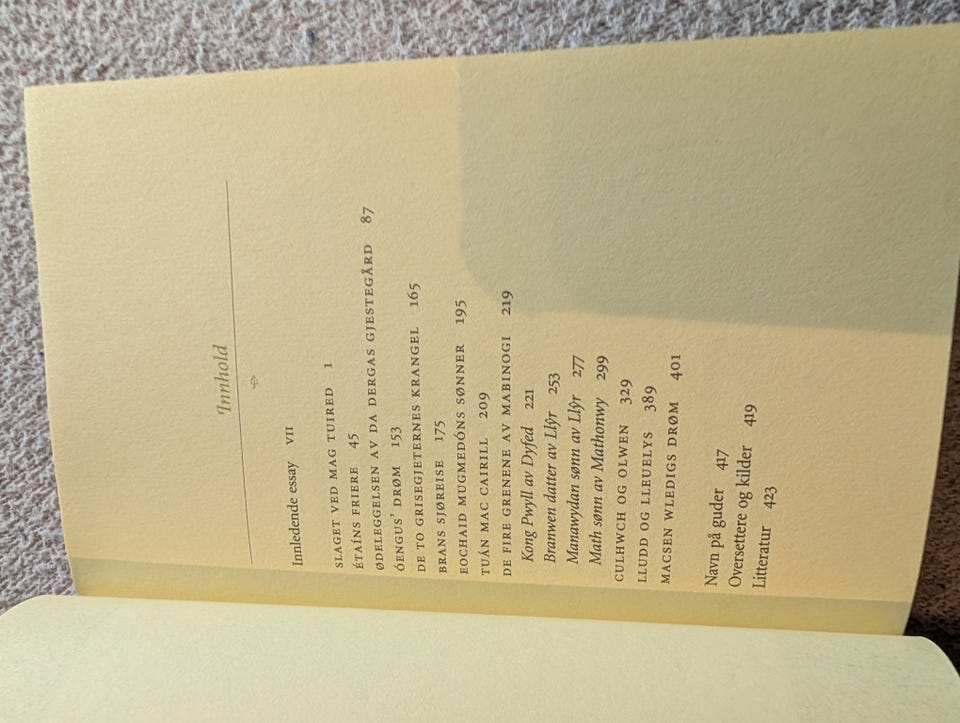 Innhold
Innledende essay VII
SLAGET VED MAG TUIRED 1
ÉTAÍNS FRIERE 45
ØDELEGGELSEN AV DA DERGAS GJESTEGÅRD 87
ÓENGUS' DRØM 153
DE TO GRISEGJETERNES KRANGEL 165
BRANS SJØREISE 175
EOCHAID MUGMEDÓNS SØNNER 195
TUÁN MAC CAIRILL 209
DE FIRE GRENENE AV MABINOGI 219
Kong Pwyll av Dyfed 221
Branwen datter av Llŷr 253
Manawydan sønn av Llŷr 277
Math sønn av Mathonwy 299
CULHWCH OG OLWEN 329
LLUDD OG LLEUELYS 389
MACSEN WLEDIGS DRØM 401
Navn på guder 417
Oversettere og kilder 419
Litteratur 423